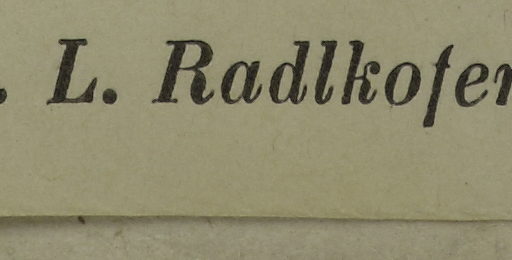 . L. Radlkofer